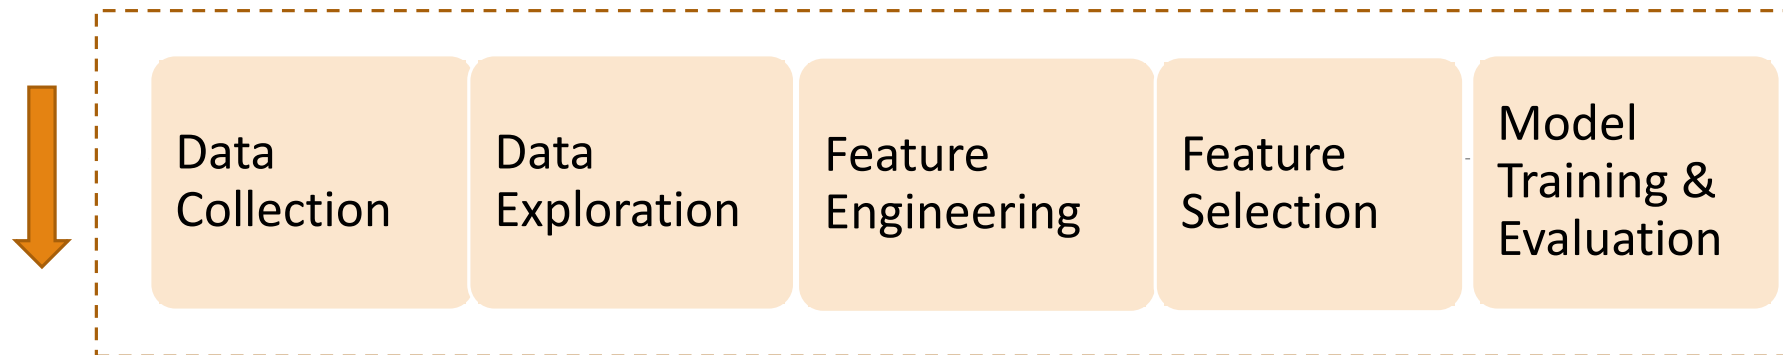 Data
Collection
Data
Exploration
Feature
Engineering
Feature
Selection
Model
Training &
Evaluation